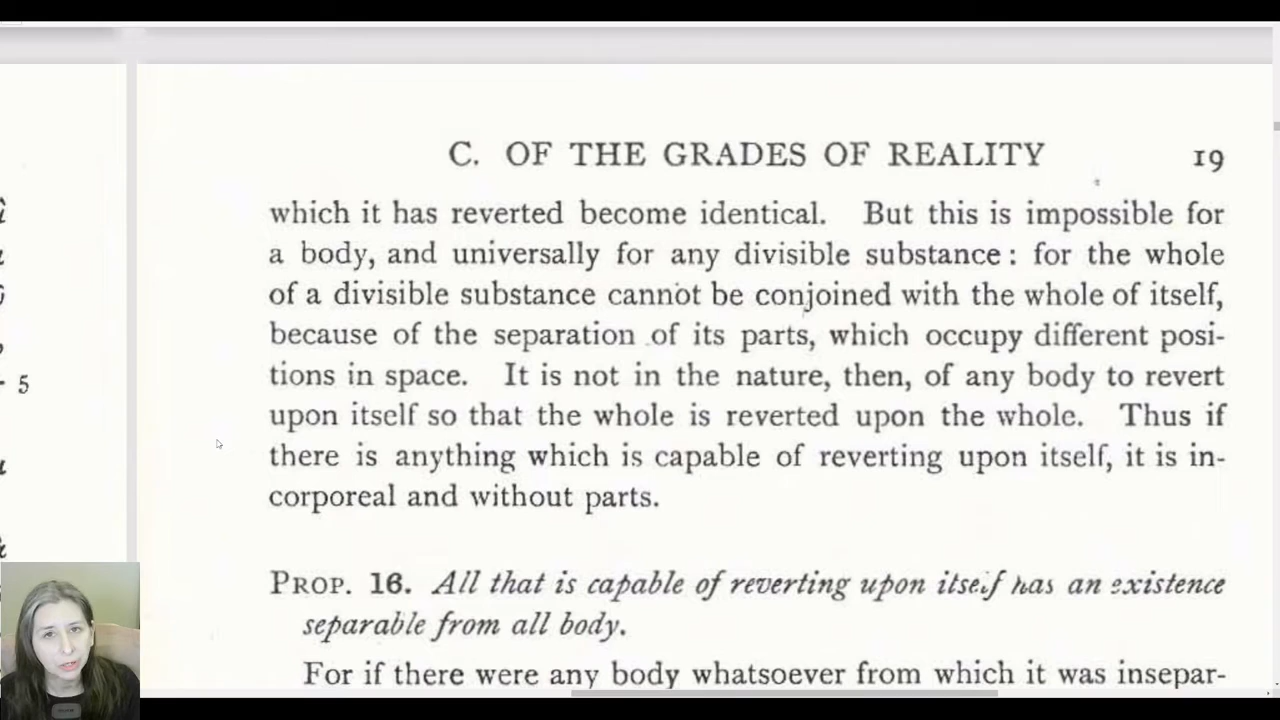 C. OF THE GRADES OF REALITY 19
which it has reverted become identical. But this is impossible for
a body, and universally for any divisible substance : for the whole
of a divisible substance cannot be conjoined with the whole of itself,
because of the separation of its parts, which occupy different posi-
tions in space. It is not in the nature, then, of any body to revert
upon itself so that the whole is reverted upon the whole. Thus if
there is anything which is capable of reverting upon itself, it is in-
corporeal and without parts.
PROP. 16. All that is capable of reverting upon itself has an existence
separable from all body.
For if there were any body whatsoever from which it was insepar-
5